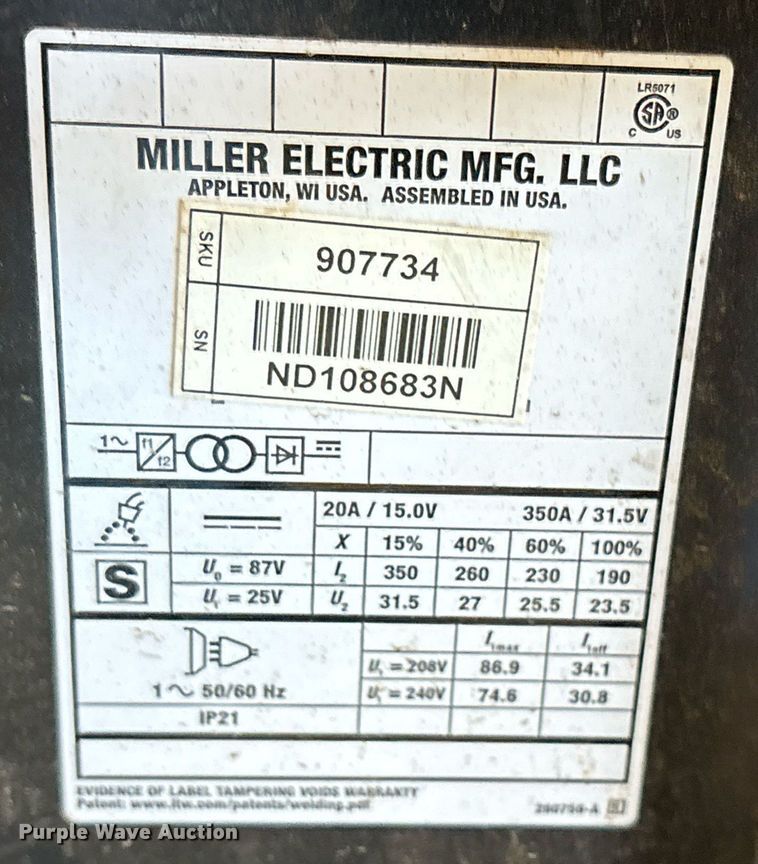 LR6071
C SA ® US
MILLER ELECTRIC MFG. LLC
APPLETON, WI USA. ASSEMBLED IN USA.
SKU 907734
SN
ND108683N
1~ f1 f2
20A / 15.0V 350A / 31.5V
X 15% 40% 60% 100%
S U0 = 87V I2 350 260 230 190
Ur = 25V U2 31.5 27 25.5 23.5
I1max I1eff
U1 = 208V 86.9 34.1
1~ 50/60 Hz U1 = 240V 74.6 30.8
IP21
EVIDENCE OF LABEL TAMPERING VOIDS WARRANTY
Patent: www.itw.com/patents/welding.pdf
Purple Wave Auction